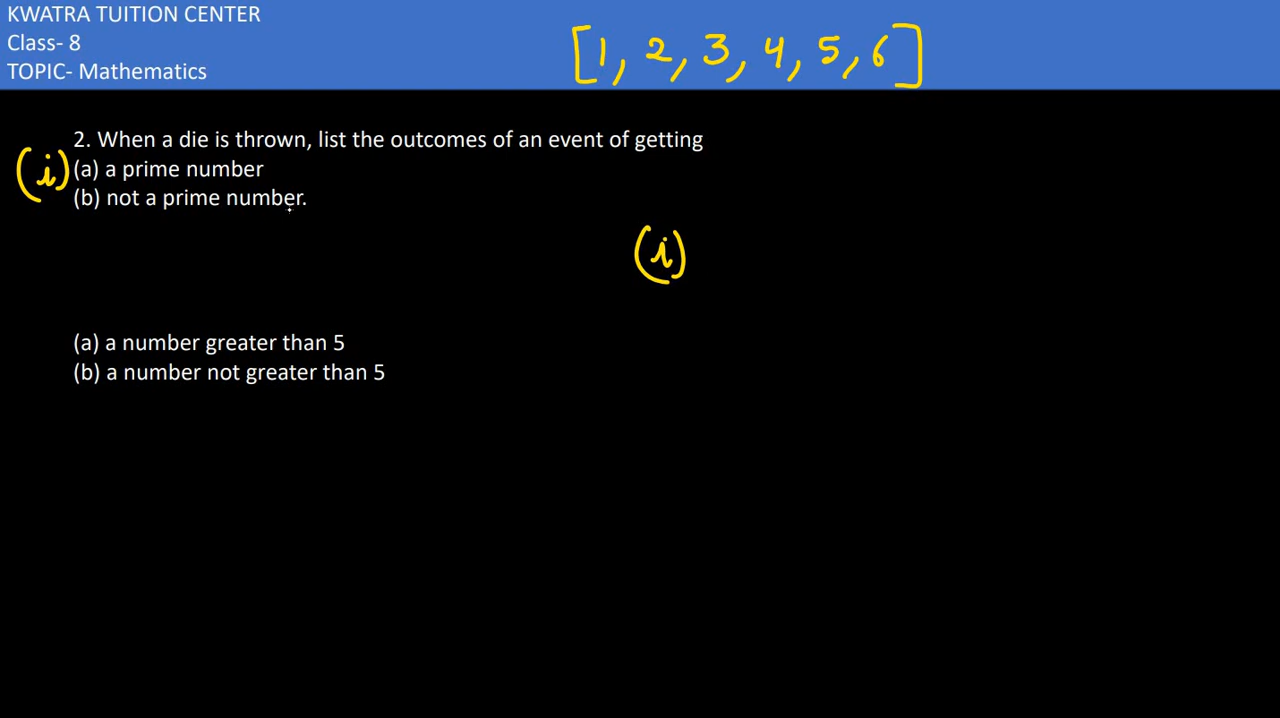 KWATRA TUITION CENTER
Class- 8
TOPIC- Mathematics
[1, 2, 3, 4, 5, 6]
2. When a die is thrown, list the outcomes of an event of getting
(i) (a) a prime number
(b) not a prime number.
(i)
(a) a number greater than 5
(b) a number not greater than 5